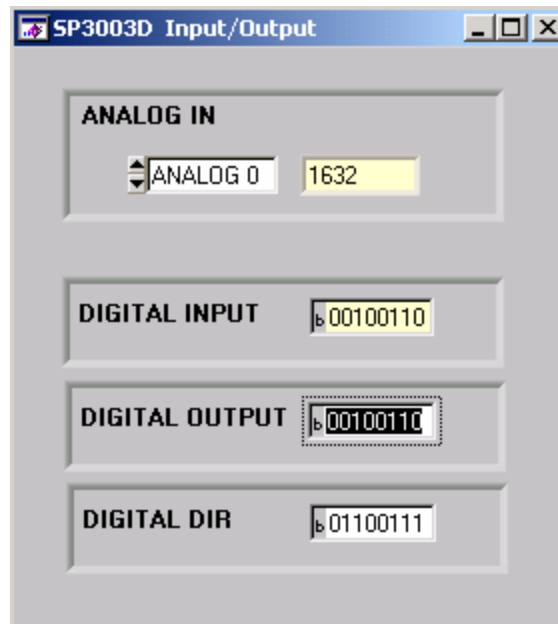 SP3003D Input/Output
ANALOG IN
ANALOG 0 1632
DIGITAL INPUT b 00100110
DIGITAL OUTPUT b 00100110
DIGITAL DIR b 01100111